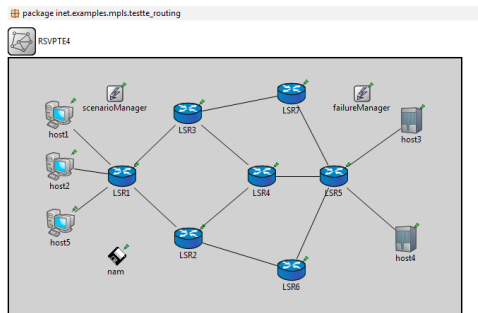 package inet.examples.mpls.testte_routing
RSVPTE4
scenarioManager
failureManager
host1
LSR3
LSR7
host3
host2
LSR1
LSR4
LSR5
host5
LSR2
host4
nam
LSR6